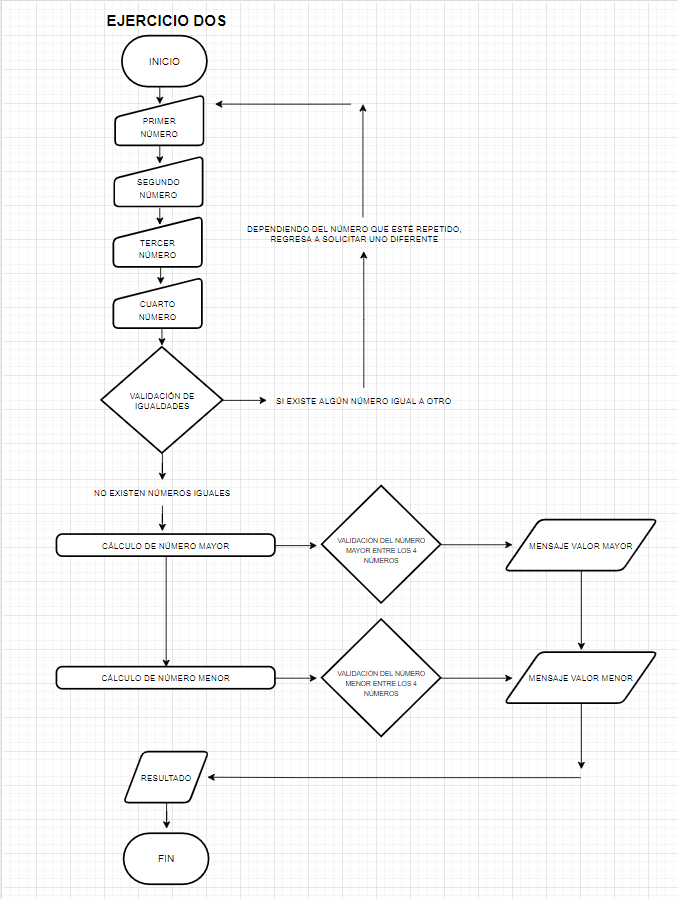 EJERCICIO DOS
INICIO
PRIMER
NÚMERO
SEGUNDO
NÚMERO
TERCER
NÚMERO
CUARTO
NÚMERO
DEPENDIENDO DEL NÚMERO QUE ESTÉ REPETIDO,
REGRESA A SOLICITAR UNO DIFERENTE
VALIDACIÓN DE
IGUALDADES
SI EXISTE ALGÚN NÚMERO IGUAL A OTRO
NO EXISTEN NÚMEROS IGUALES
CÁLCULO DE NÚMERO MAYOR
VALIDACIÓN DEL NÚMERO
MAYOR ENTRE LOS 4
NÚMEROS
MENSAJE VALOR MAYOR
CÁLCULO DE NÚMERO MENOR
VALIDACIÓN DEL NÚMERO
MENOR ENTRE LOS 4
NÚMEROS
MENSAJE VALOR MENOR
RESULTADO
FIN